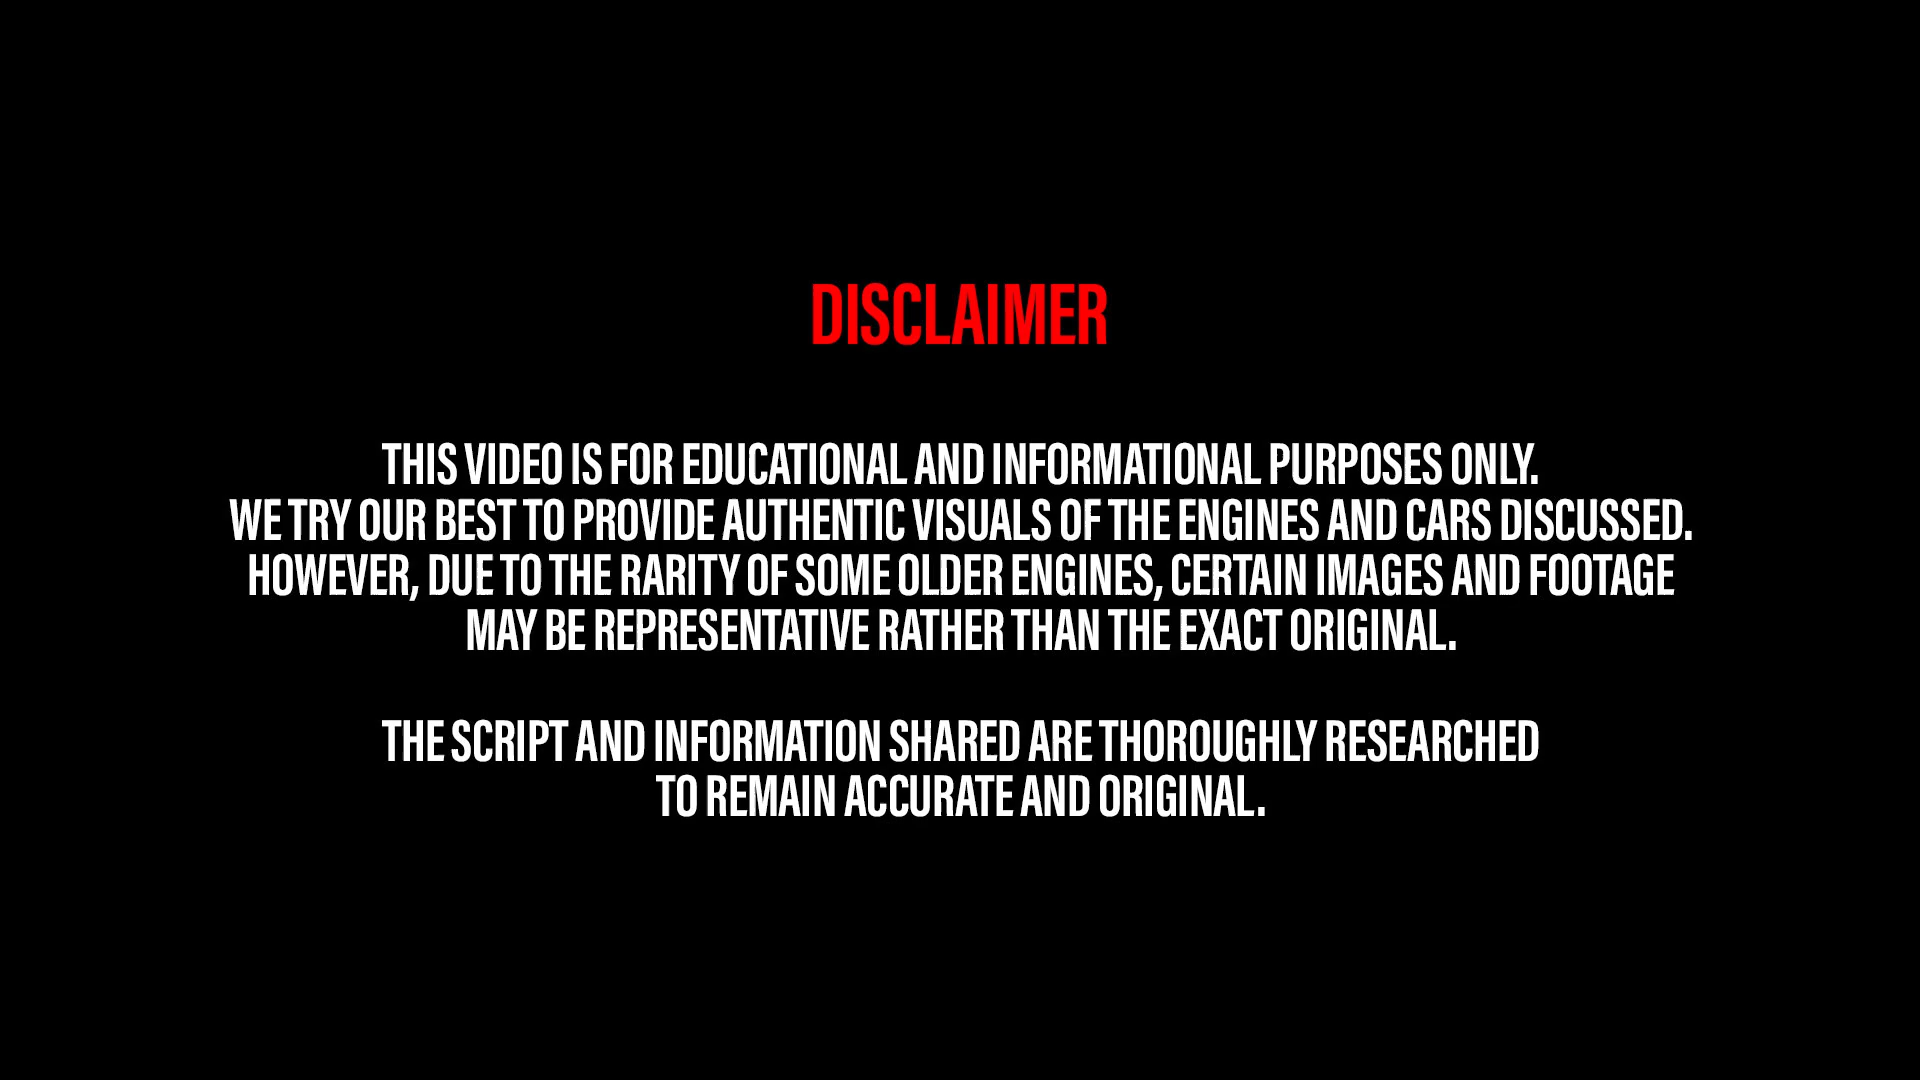 DISCLAIMER
THIS VIDEO IS FOR EDUCATIONAL AND INFORMATIONAL PURPOSES ONLY.
WE TRY OUR BEST TO PROVIDE AUTHENTIC VISUALS OF THE ENGINES AND CARS DISCUSSED.
HOWEVER, DUE TO THE RARITY OF SOME OLDER ENGINES, CERTAIN IMAGES AND FOOTAGE
MAY BE REPRESENTATIVE RATHER THAN THE EXACT ORIGINAL.
THE SCRIPT AND INFORMATION SHARED ARE THOROUGHLY RESEARCHED
TO REMAIN ACCURATE AND ORIGINAL.